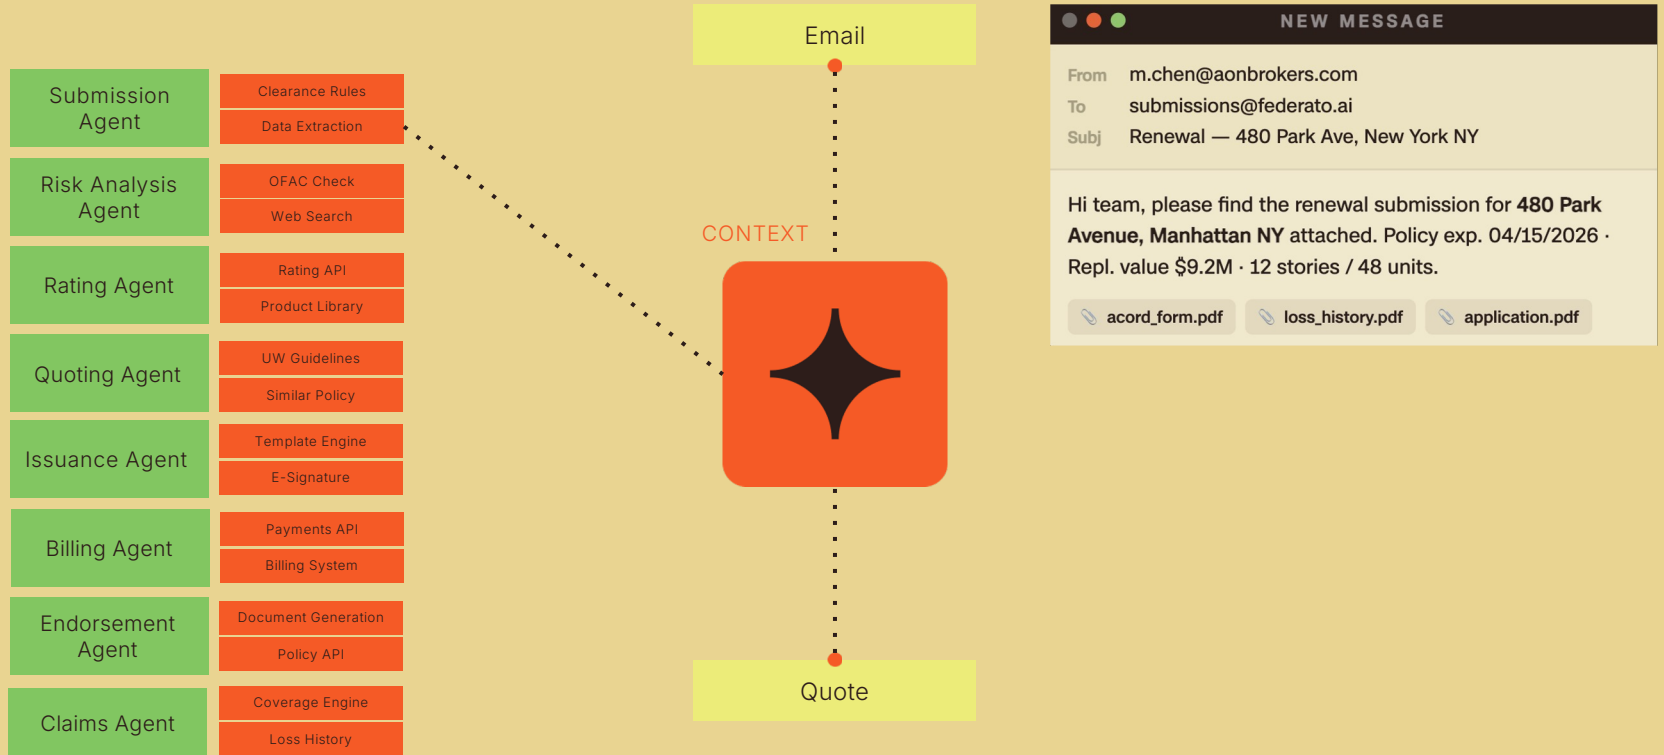 Email
Submission
Agent
Clearance Rules
Data Extraction
Risk Analysis
Agent
OFAC Check
Web Search
Rating Agent
Rating API
Product Library
Quoting Agent
UW Guidelines
Similar Policy
Issuance Agent
Template Engine
E-Signature
Billing Agent
Payments API
Billing System
Endorsement
Agent
Document Generation
Policy API
Claims Agent
Coverage Engine
Loss History
CONTEXT
Quote
NEW MESSAGE
From m.chen@aonbrokers.com
To submissions@federato.ai
Subj Renewal — 480 Park Ave, New York NY
Hi team, please find the renewal submission for 480 Park
Avenue, Manhattan NY attached. Policy exp. 04/15/2026 ·
Repl. value $9.2M · 12 stories / 48 units.
acord_form.pdf loss_history.pdf application.pdf